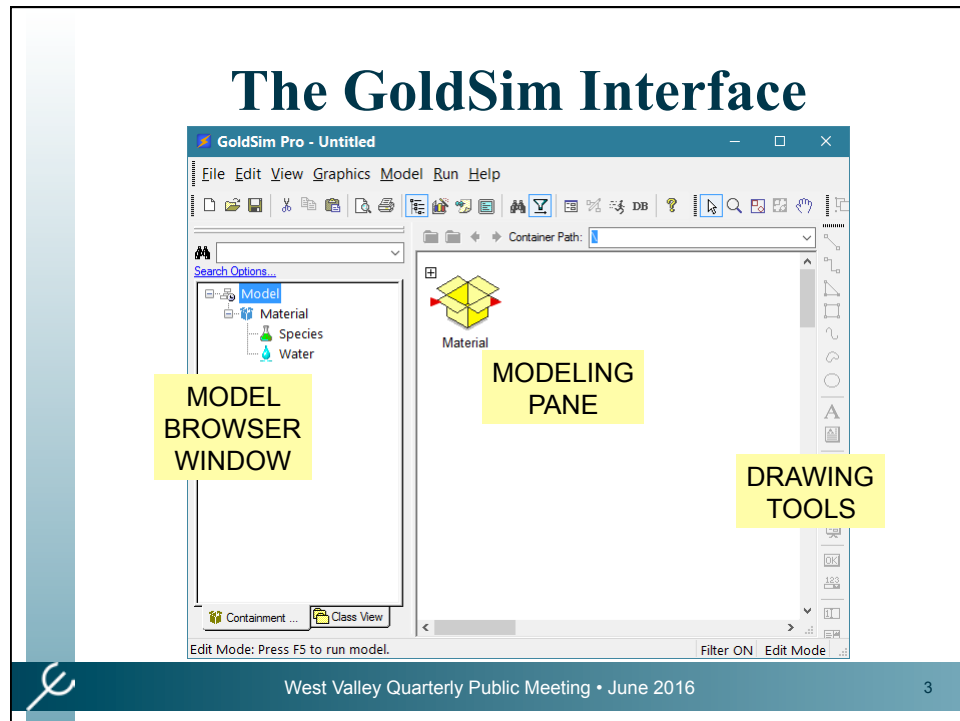 The GoldSim Interface
GoldSim Pro - Untitled
File Edit View Graphics Model Run Help
DB ?
Container Path: \
Search Options...
Model
Material
Species
Water
Material
MODEL
BROWSER
WINDOW
MODELING
PANE
A
DRAWING
TOOLS
OK
123
Containment ... Class View
Edit Mode: Press F5 to run model. Filter ON Edit Mode
West Valley Quarterly Public Meeting • June 2016 3